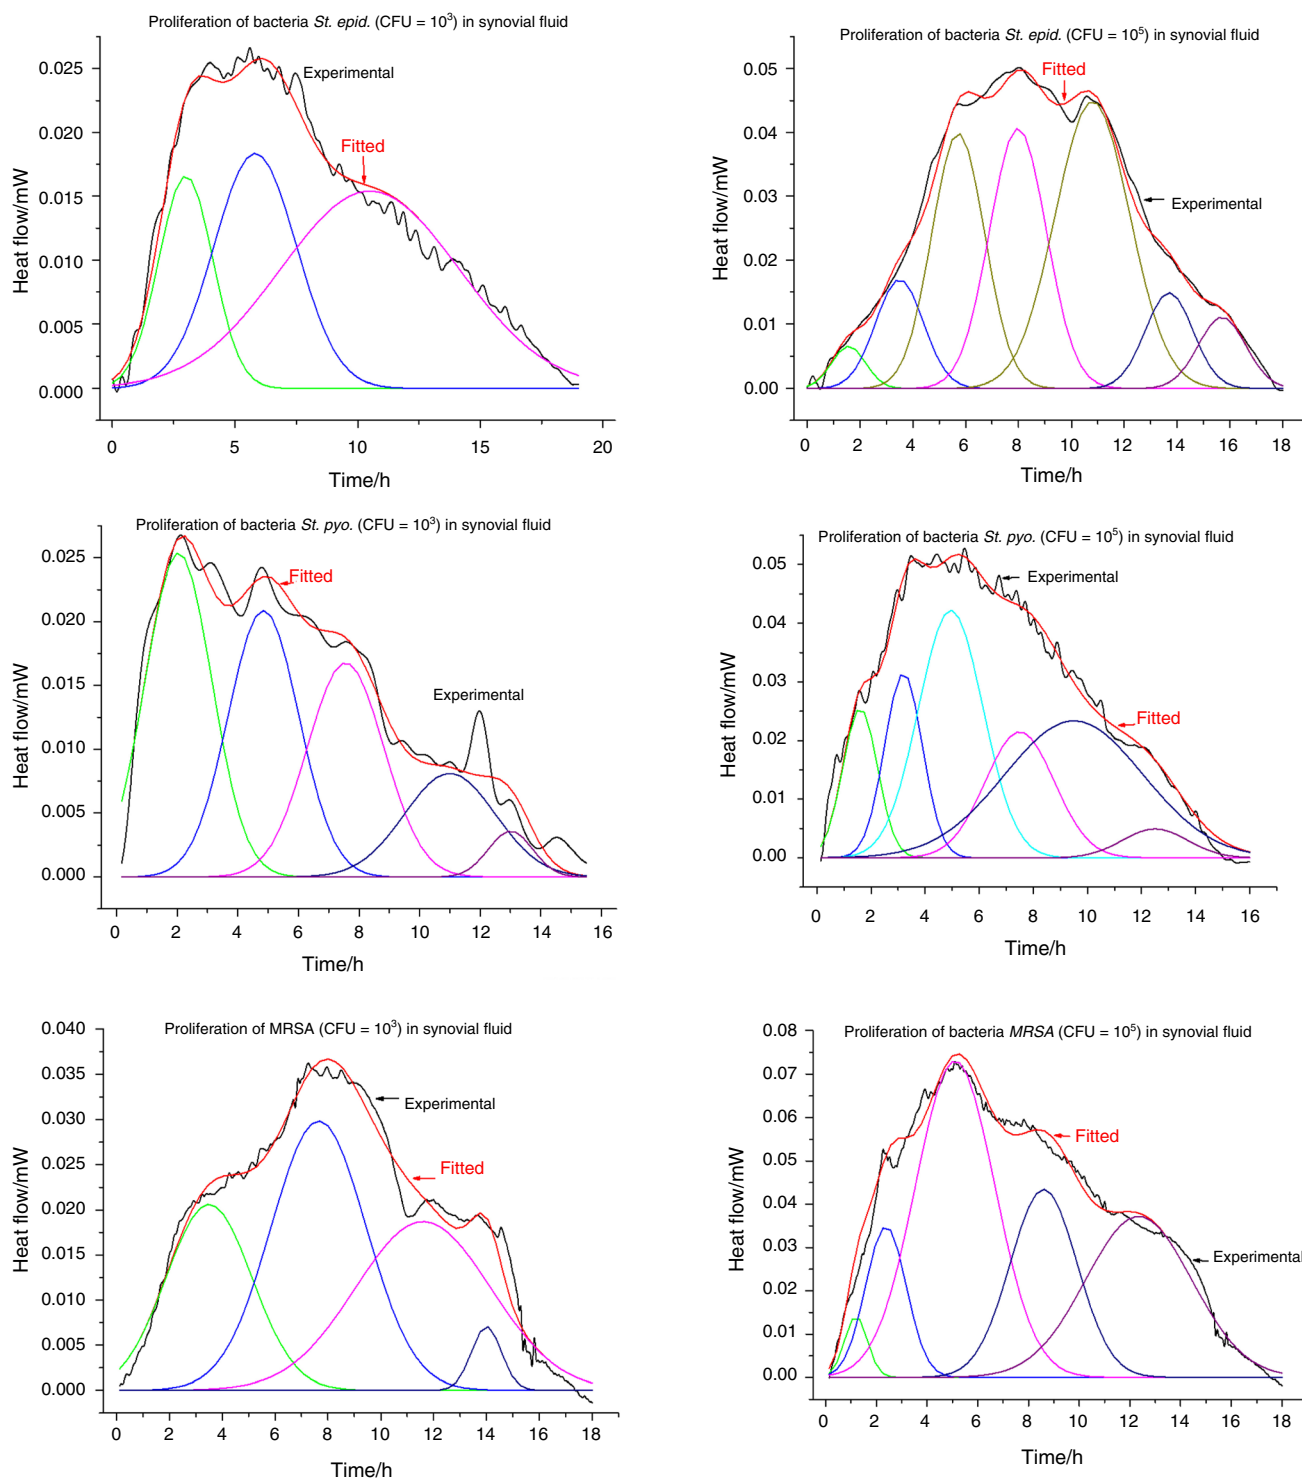 Proliferation of bacteria St. epid. (CFU = 10³) in synovial fluid
Heat flow/mW
0.025
0.020
0.015
0.010
0.005
0.000
Experimental
Fitted
0 5 10 15 20
Time/h
Proliferation of bacteria St. epid. (CFU = 10⁵) in synovial fluid
Heat flow/mW
0.05
0.04
0.03
0.02
0.01
0.00
Fitted
Experimental
0 2 4 6 8 10 12 14 16 18
Time/h
Proliferation of bacteria St. pyo. (CFU = 10³) in synovial fluid
Heat flow/mW
0.025
0.020
0.015
0.010
0.005
0.000
Fitted
Experimental
0 2 4 6 8 10 12 14 16
Time/h
Proliferation of bacteria St. pyo. (CFU = 10⁵) in synovial fluid
Heat flow/mW
0.05
0.04
0.03
0.02
0.01
0.00
Experimental
Fitted
0 2 4 6 8 10 12 14 16
Time/h
Proliferation of MRSA (CFU = 10³) in synovial fluid
Heat flow/mW
0.040
0.035
0.030
0.025
0.020
0.015
0.010
0.005
0.000
Experimental
Fitted
0 2 4 6 8 10 12 14 16 18
Time/h
Proliferation of bacteria MRSA (CFU = 10⁵) in synovial fluid
Heat flow/mW
0.08
0.07
0.06
0.05
0.04
0.03
0.02
0.01
0.00
Fitted
Experimental
0 2 4 6 8 10 12 14 16 18
Time/h